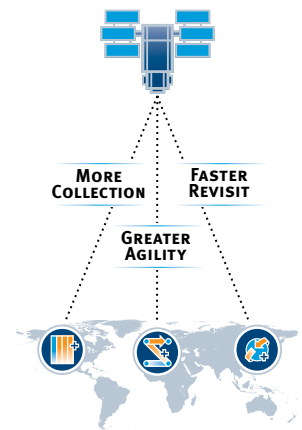 MORE
COLLECTION
FASTER
REVISIT
GREATER
AGILITY